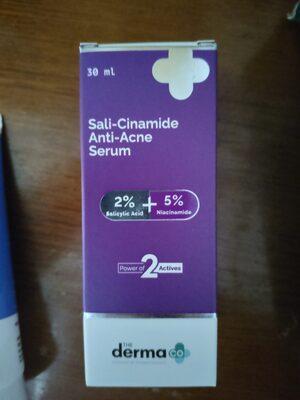 30 ml
Sali-Cinamide
Anti-Acne
Serum
2% + 5%
Salicylic Acid Niacinamide
Power of 2 Actives
THE
derma co